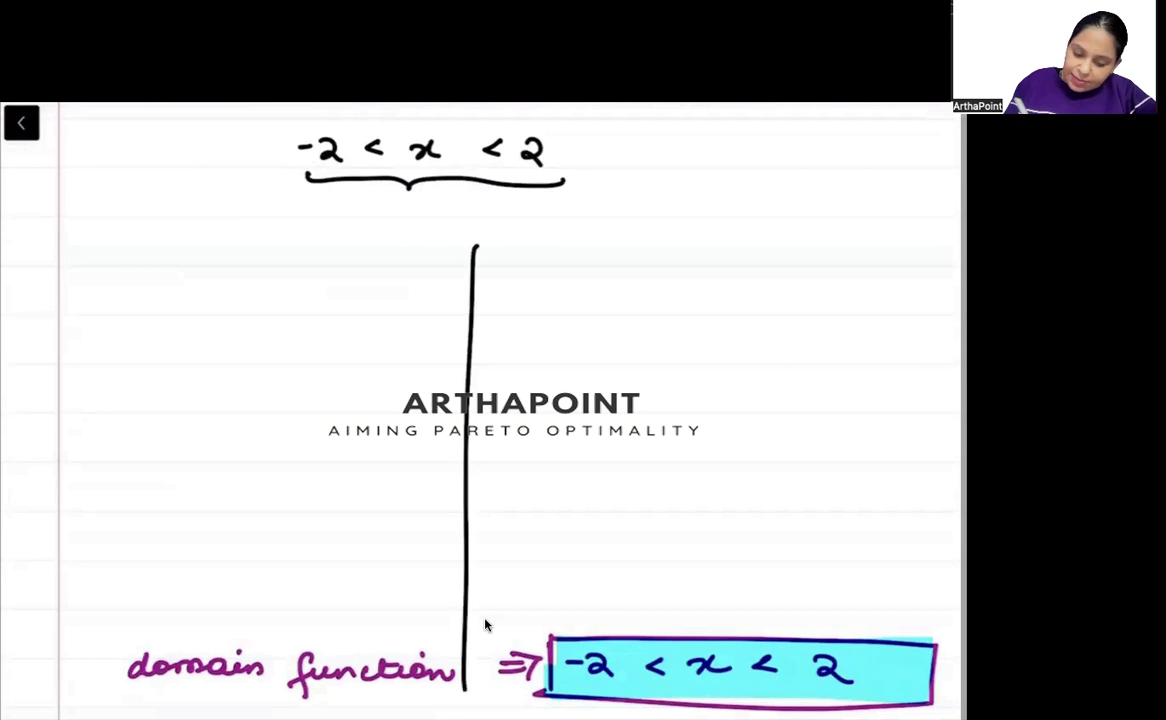 ArthaPoint
-2 < x < 2
ARTHAPOINT
AIMING PARETO OPTIMALITY
domain function ⇒ -2 < x < 2